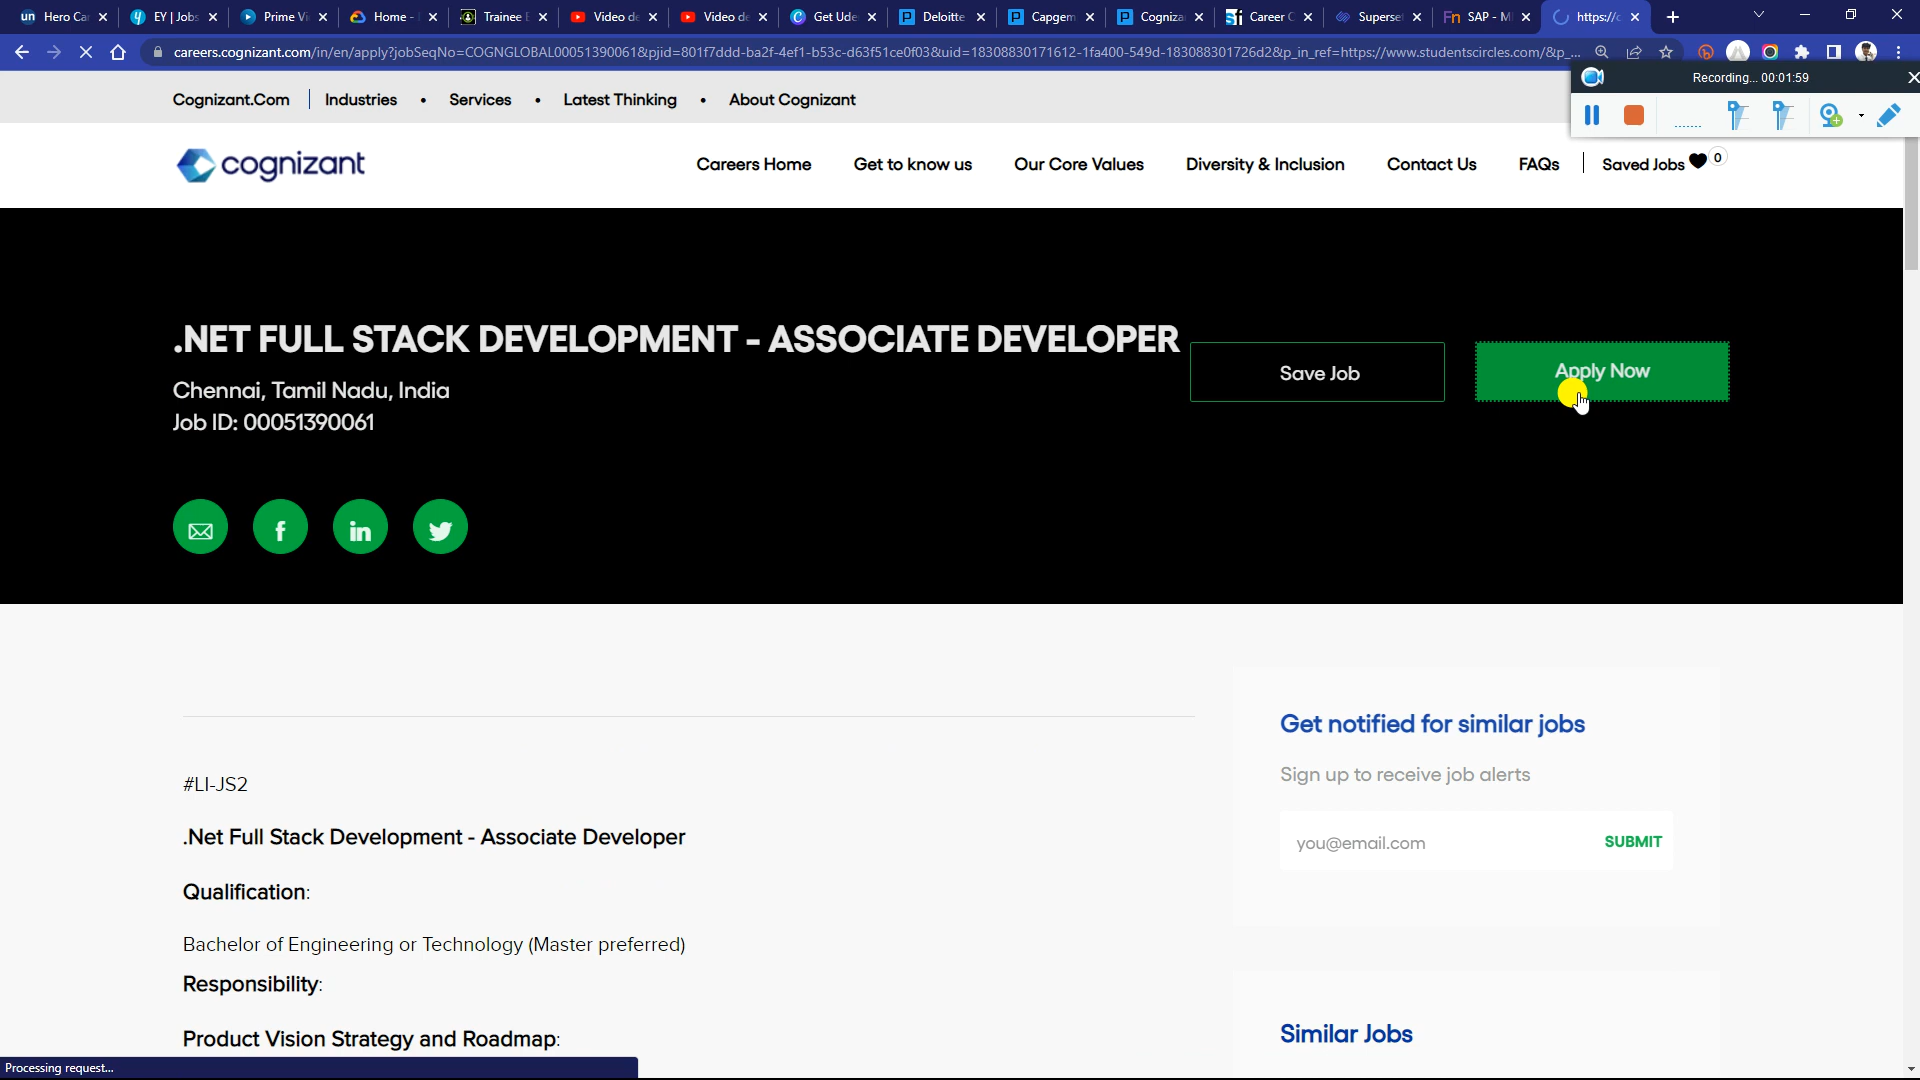 un Hero Ca
EY | Jobs
Prime Vi
Home -
Trainee E
Video de
Video de
Get Ude
Deloitte
Capgem
Cogniza
Career C
Superse
Fn SAP - M
https://c
careers.cognizant.com/in/en/apply?jobSeqNo=COGNGLOBAL00051390061&pjid=801f7ddd-ba2f-4ef1-b53c-d63f51ce0f03&uid=18308830171612-1fa400-549d-183088301726d2&p_in_ref=https://www.studentscircles.com/&p_...
Recording... 00:01:59
Cognizant.Com
Industries • Services • Latest Thinking • About Cognizant
cognizant
Careers Home
Get to know us
Our Core Values
Diversity & Inclusion
Contact Us
FAQs
Saved Jobs 0
.NET FULL STACK DEVELOPMENT - ASSOCIATE DEVELOPER
Chennai, Tamil Nadu, India
Job ID: 00051390061
Save Job
Apply Now
#LI-JS2
.Net Full Stack Development - Associate Developer
Qualification:
Bachelor of Engineering or Technology (Master preferred)
Responsibility:
Product Vision Strategy and Roadmap:
Get notified for similar jobs
Sign up to receive job alerts
you@email.com
SUBMIT
Similar Jobs
Processing request...